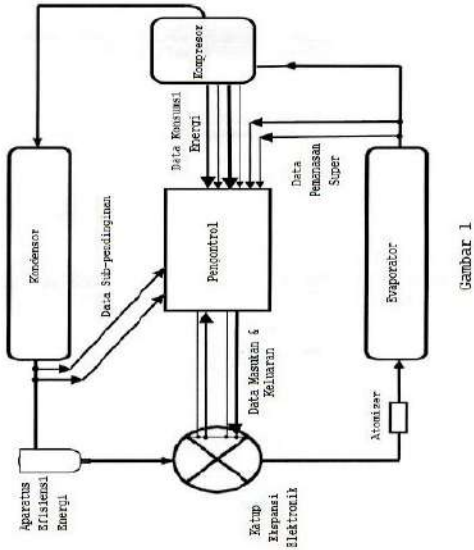 Aparatus
Efisiensi
Energi
Kondensor
Data Sub-pendinginan
Kompresor
Data Konsumsi
Energi
Pengontrol
Data Masukan &
Keluaran
Katup
Ekspansi
Elektronik
Data
Pemanasan
Super
Atomizer
Evaporator
Gambar 1